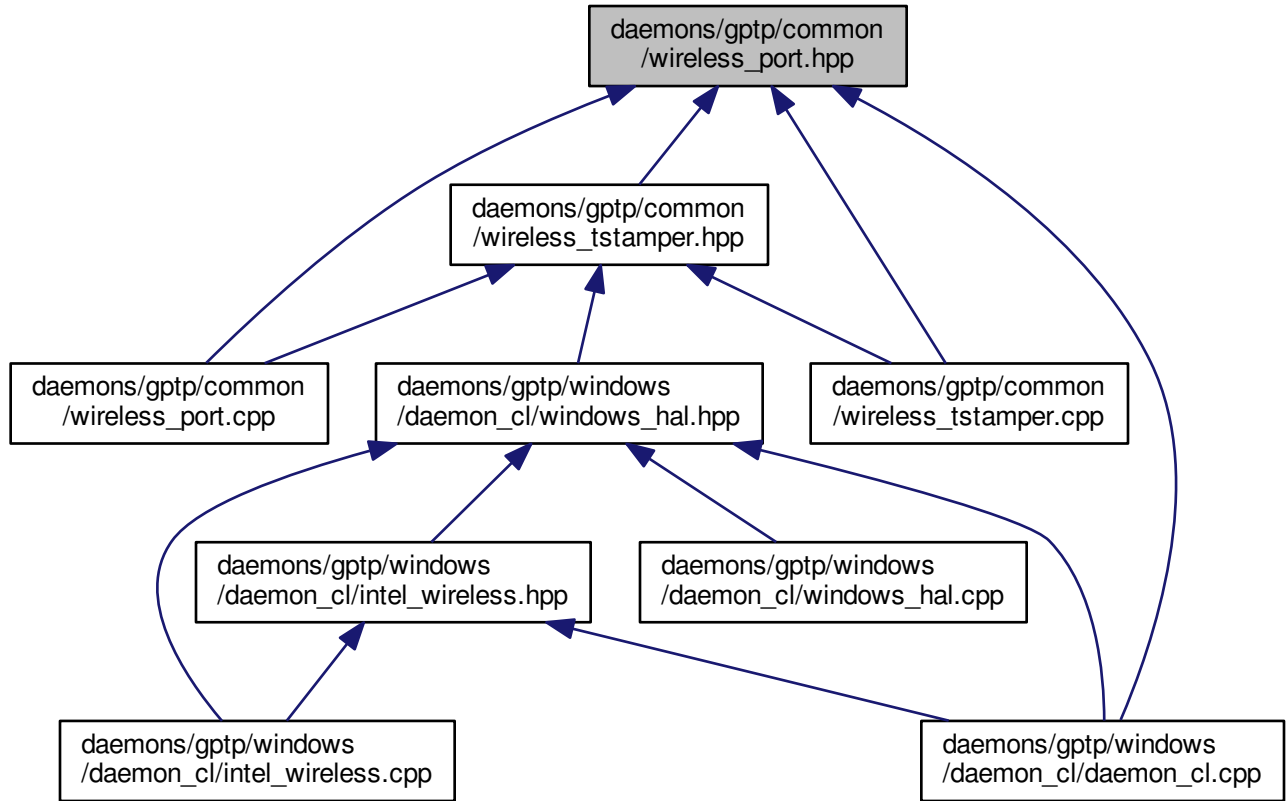 daemons/gptp/common
/wireless_port.hpp
daemons/gptp/common
/wireless_tstamper.hpp
daemons/gptp/common
/wireless_port.cpp
daemons/gptp/windows
/daemon_cl/windows_hal.hpp
daemons/gptp/common
/wireless_tstamper.cpp
daemons/gptp/windows
/daemon_cl/intel_wireless.hpp
daemons/gptp/windows
/daemon_cl/windows_hal.cpp
daemons/gptp/windows
/daemon_cl/intel_wireless.cpp
daemons/gptp/windows
/daemon_cl/daemon_cl.cpp